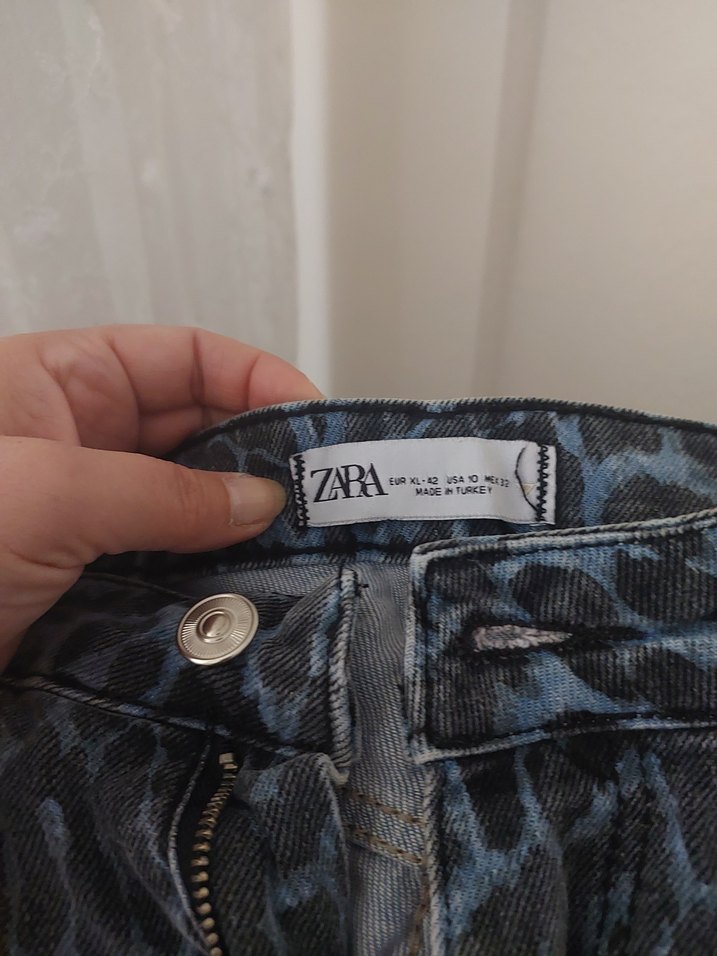 ZARA
EUR XL-42 USA 10 MEX 32
MADE IN TURKEY